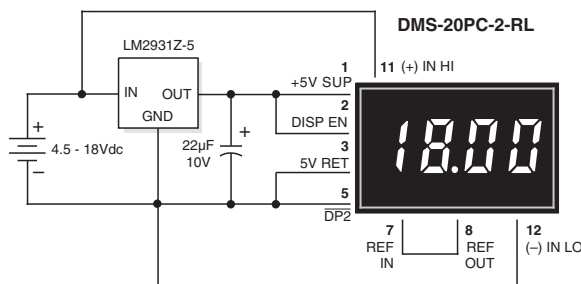 DMS-20PC-2-RL
LM2931Z-5
1
11 (+) IN HI
+5V SUP
IN
OUT
2
GND
DISP EN
+
+
4.5 - 18Vdc
22µF
10V
3
18.00
–
5V RET
5
DP2
7
8
12
REF
IN
REF
OUT
(–) IN LO